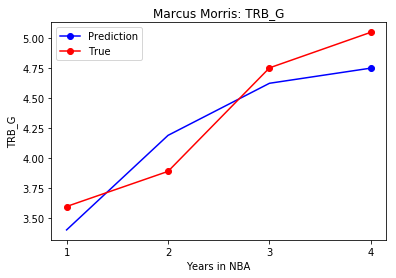 Marcus Morris: TRB_G
Prediction
True
5.00
4.75
4.50
4.25
4.00
3.75
3.50
TRB_G
1 2 3 4
Years in NBA